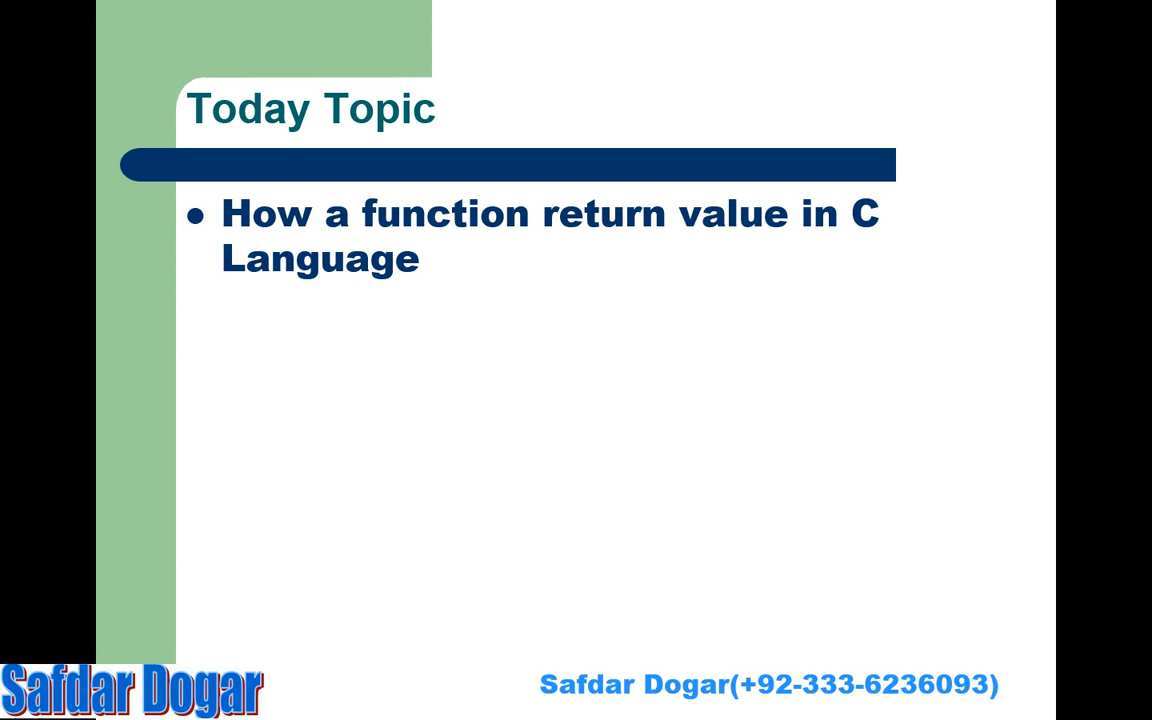 Today Topic
• How a function return value in C
Language
Safdar Dogar
Safdar Dogar(+92-333-6236093)